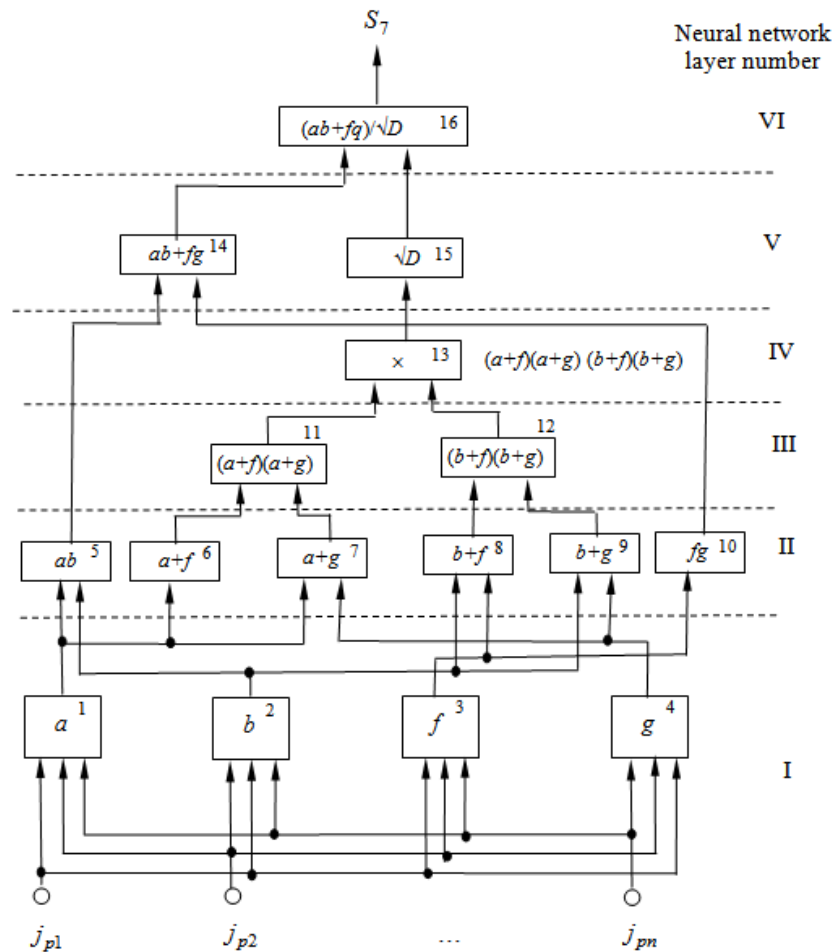 S7
Neural network
layer number
(ab+fq)/√D 16
VI
ab+fg 14
√D 15
V
× 13
(a+f)(a+g) (b+f)(b+g)
IV
11
(a+f)(a+g)
12
(b+f)(b+g)
III
ab 5
a+f 6
a+g 7
b+f 8
b+g 9
fg 10
II
a 1
b 2
f 3
g 4
I
jp1
jp2
...
jpn